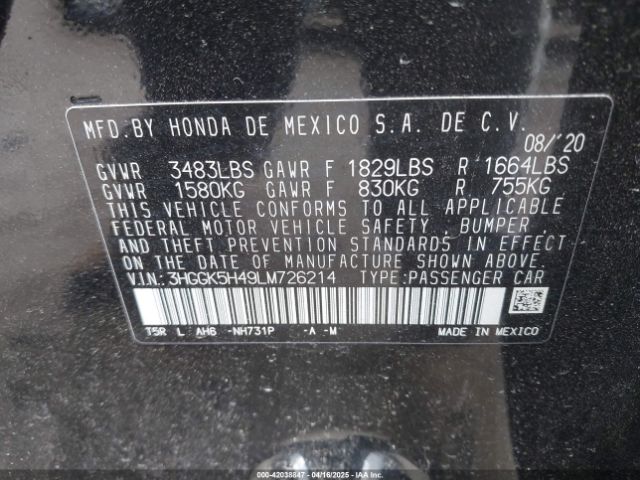 MFD. BY HONDA DE MEXICO S.A. DE C.V.
08/'20
GVWR 3483LBS GAWR F 1829LBS R 1664LBS
GVWR 1580KG GAWR F 830KG R 755KG
THIS VEHICLE CONFORMS TO ALL APPLICABLE
FEDERAL MOTOR VEHICLE SAFETY, BUMPER,
AND THEFT PREVENTION STANDARDS IN EFFECT
ON THE DATE OF MANUFACTURE SHOWN ABOVE.
V.I.N.: 3HGGK5H49LM726214 TYPE:PASSENGER CAR
T5R L AH6 -NH731P -A -M MADE IN MEXICO
000-42038847 04/16/2025 IAA Inc.